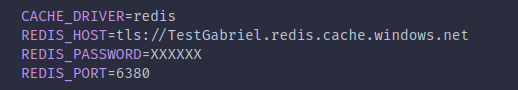 CACHE_DRIVER=redis
REDIS_HOST=tls://TestGabriel.redis.cache.windows.net
REDIS_PASSWORD=XXXXXX
REDIS_PORT=6380